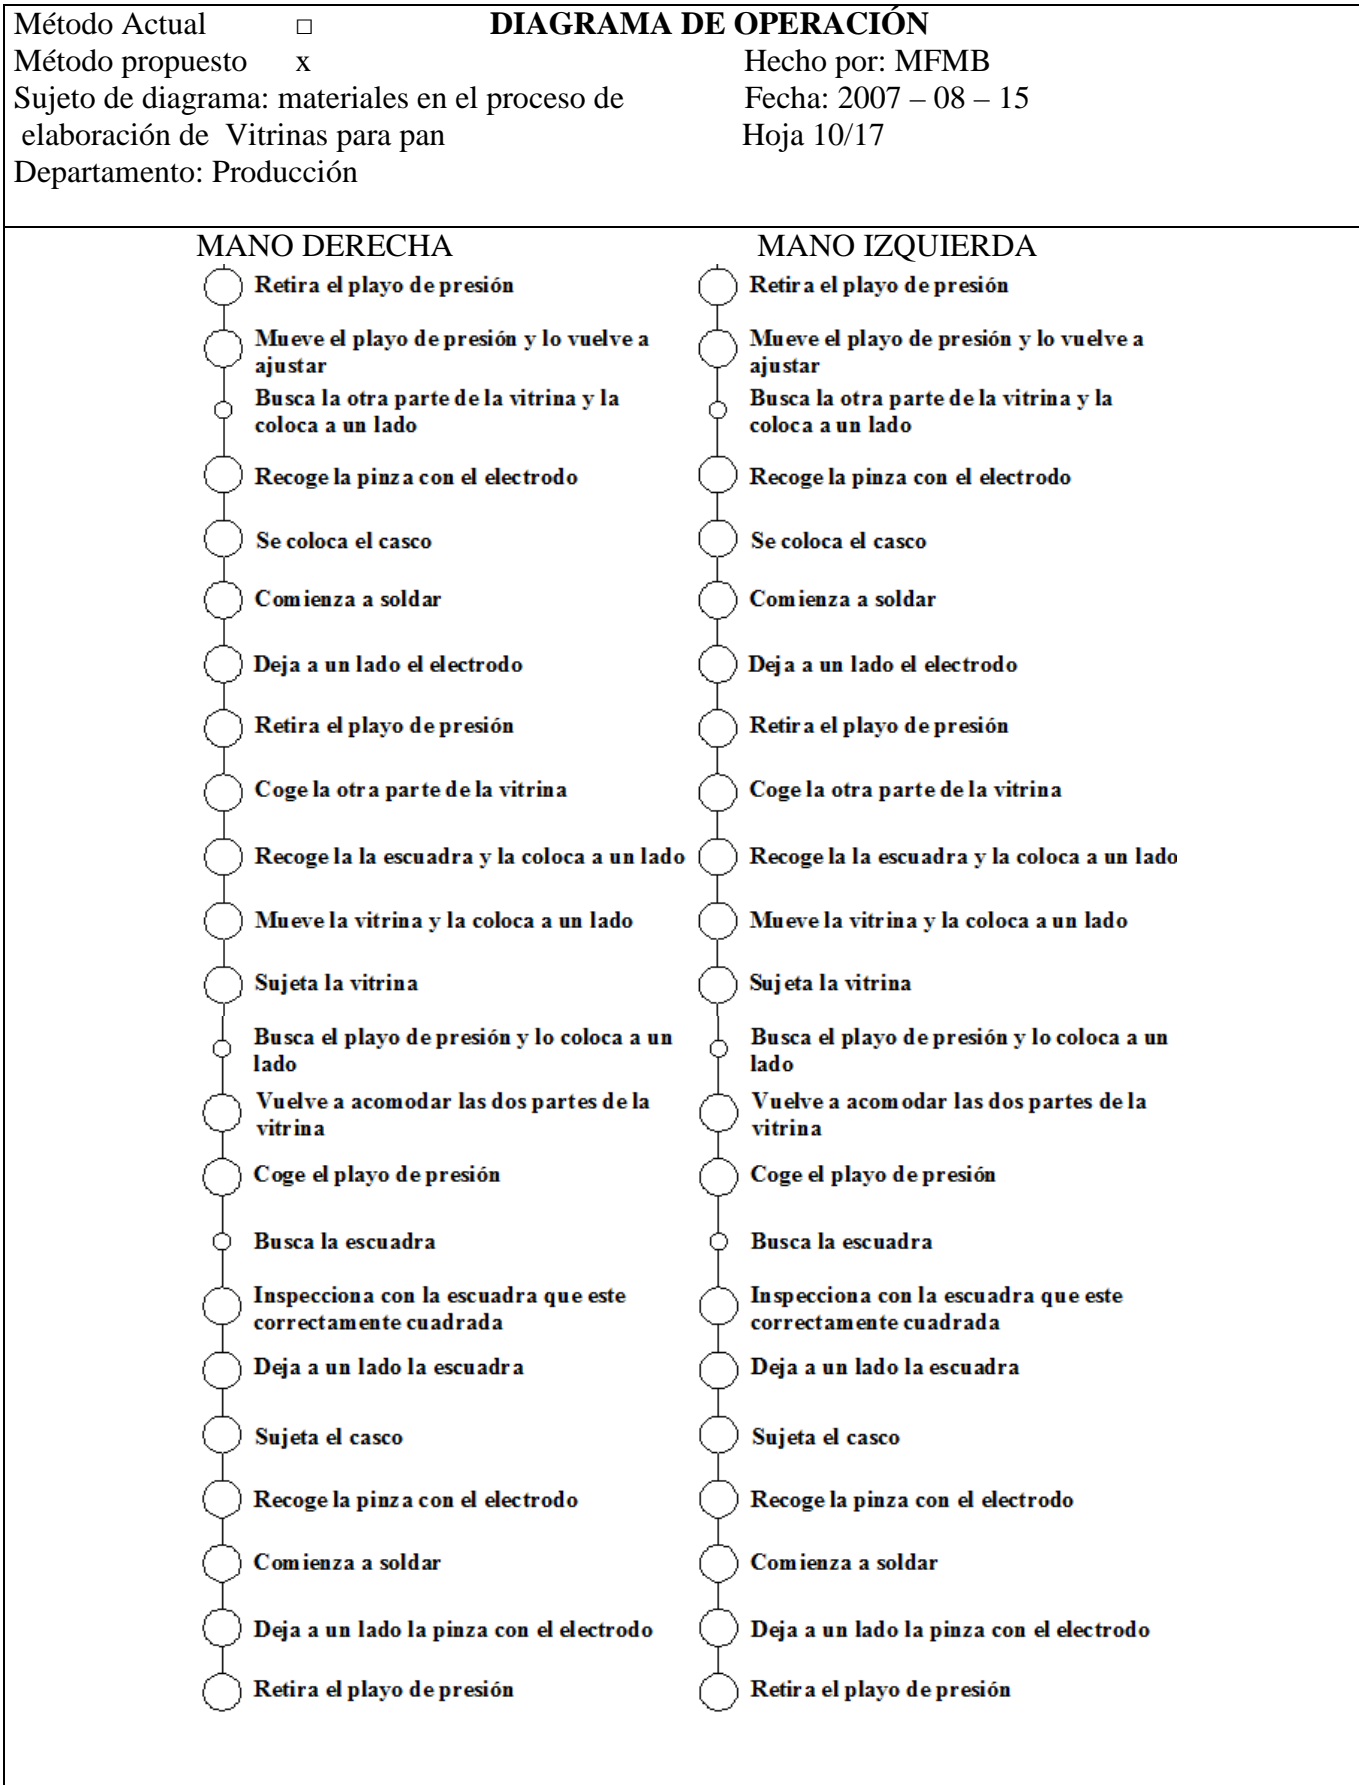 Método Actual □ DIAGRAMA DE OPERACIÓN
Método propuesto x Hecho por: MFMB
Sujeto de diagrama: materiales en el proceso de Fecha: 2007 – 08 – 15
elaboración de Vitrinas para pan Hoja 10/17
Departamento: Producción
MANO DERECHA MANO IZQUIERDA
Retira el playo de presión Retira el playo de presión
Mueve el playo de presión y lo vuelve a Mueve el playo de presión y lo vuelve a
ajustar ajustar
Busca la otra parte de la vitrina y la Busca la otra parte de la vitrina y la
coloca a un lado coloca a un lado
Recoge la pinza con el electrodo Recoge la pinza con el electrodo
Se coloca el casco Se coloca el casco
Comienza a soldar Comienza a soldar
Deja a un lado el electrodo Deja a un lado el electrodo
Retira el playo de presión Retira el playo de presión
Coge la otra parte de la vitrina Coge la otra parte de la vitrina
Recoge la la escuadra y la coloca a un lado Recoge la la escuadra y la coloca a un lado
Mueve la vitrina y la coloca a un lado Mueve la vitrina y la coloca a un lado
Sujeta la vitrina Sujeta la vitrina
Busca el playo de presión y lo coloca a un Busca el playo de presión y lo coloca a un
lado lado
Vuelve a acomodar las dos partes de la Vuelve a acomodar las dos partes de la
vitrina vitrina
Coge el playo de presión Coge el playo de presión
Busca la escuadra Busca la escuadra
Inspecciona con la escuadra que este Inspecciona con la escuadra que este
correctamente cuadrada correctamente cuadrada
Deja a un lado la escuadra Deja a un lado la escuadra
Sujeta el casco Sujeta el casco
Recoge la pinza con el electrodo Recoge la pinza con el electrodo
Comienza a soldar Comienza a soldar
Deja a un lado la pinza con el electrodo Deja a un lado la pinza con el electrodo
Retira el playo de presión Retira el playo de presión